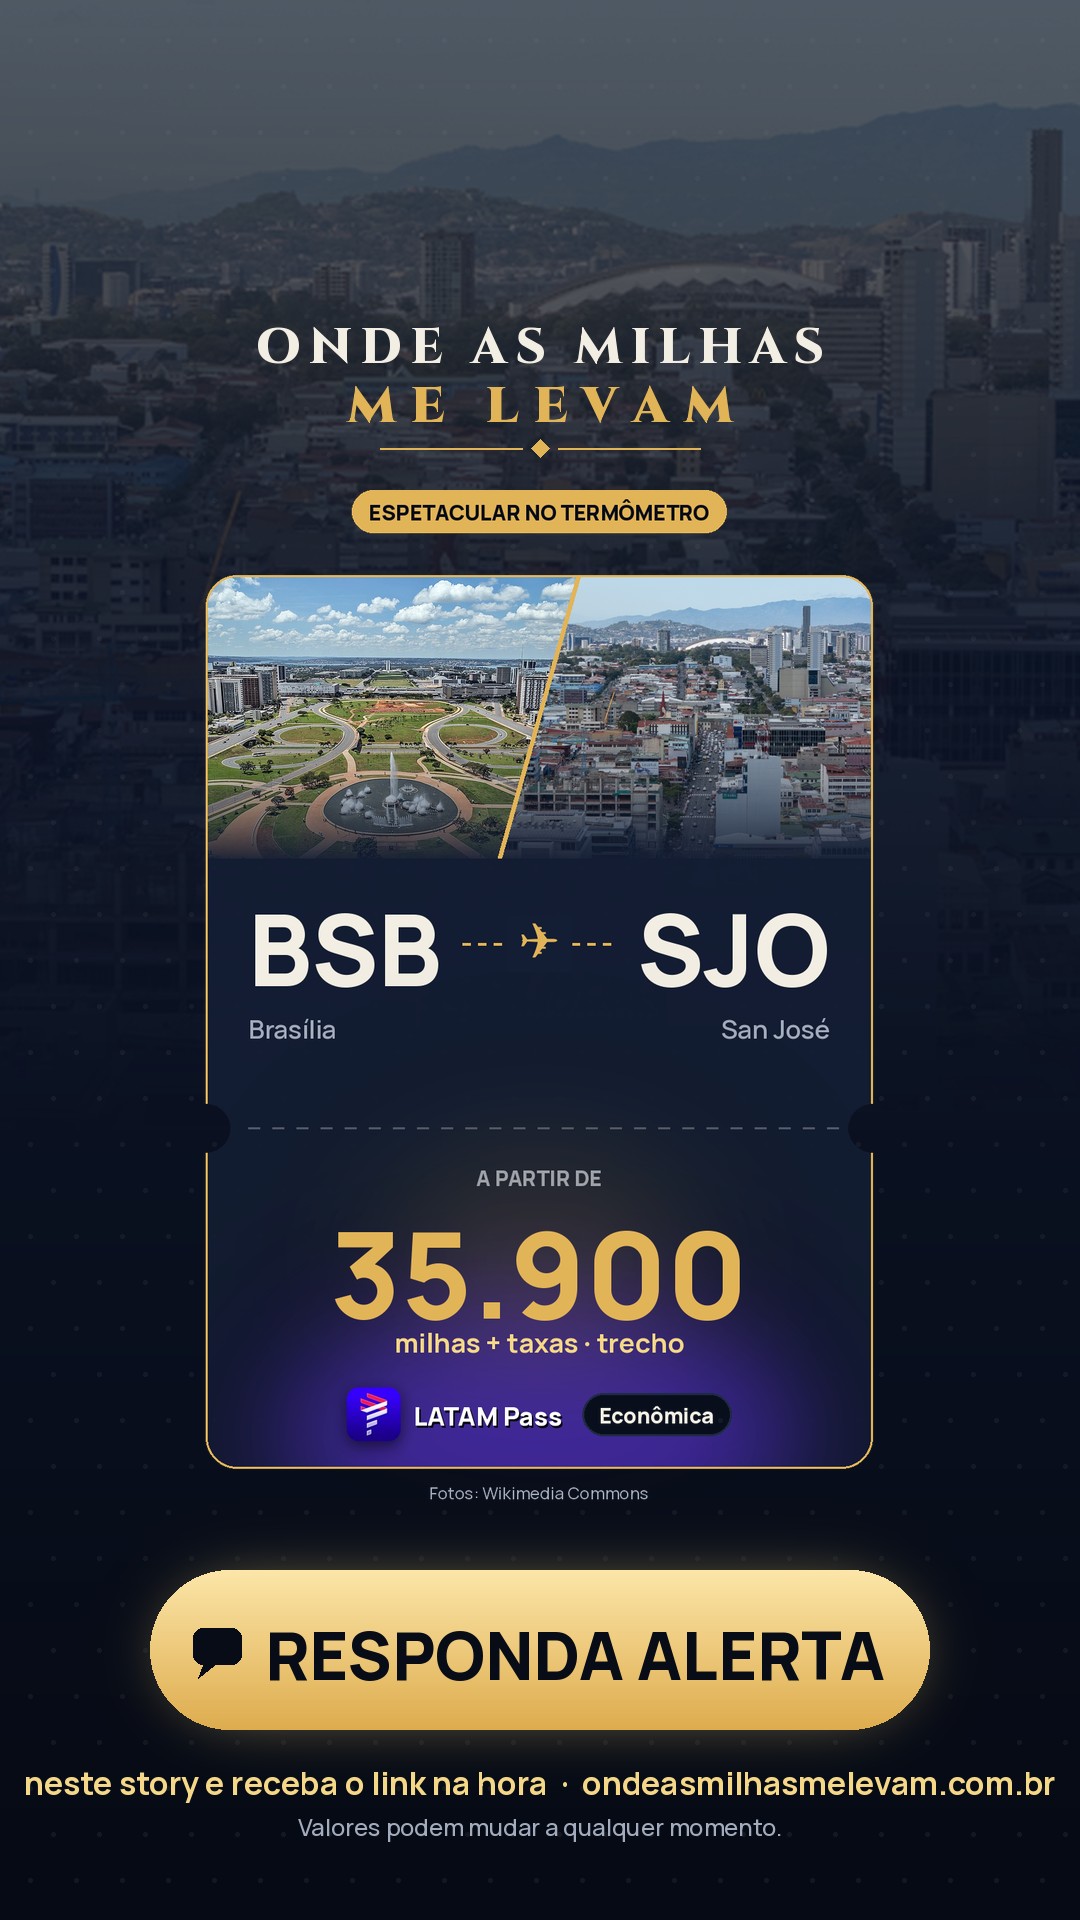 ONDE AS MILHAS
ME LEVAM
ESPETACULAR NO TERMÔMETRO
BSB
SJO
Brasília
San José
A PARTIR DE
35.900
milhas + taxas · trecho
LATAM Pass
Econômica
Fotos: Wikimedia Commons
RESPONDA ALERTA
neste story e receba o link na hora · ondeasmilhasmelevam.com.br
Valores podem mudar a qualquer momento.